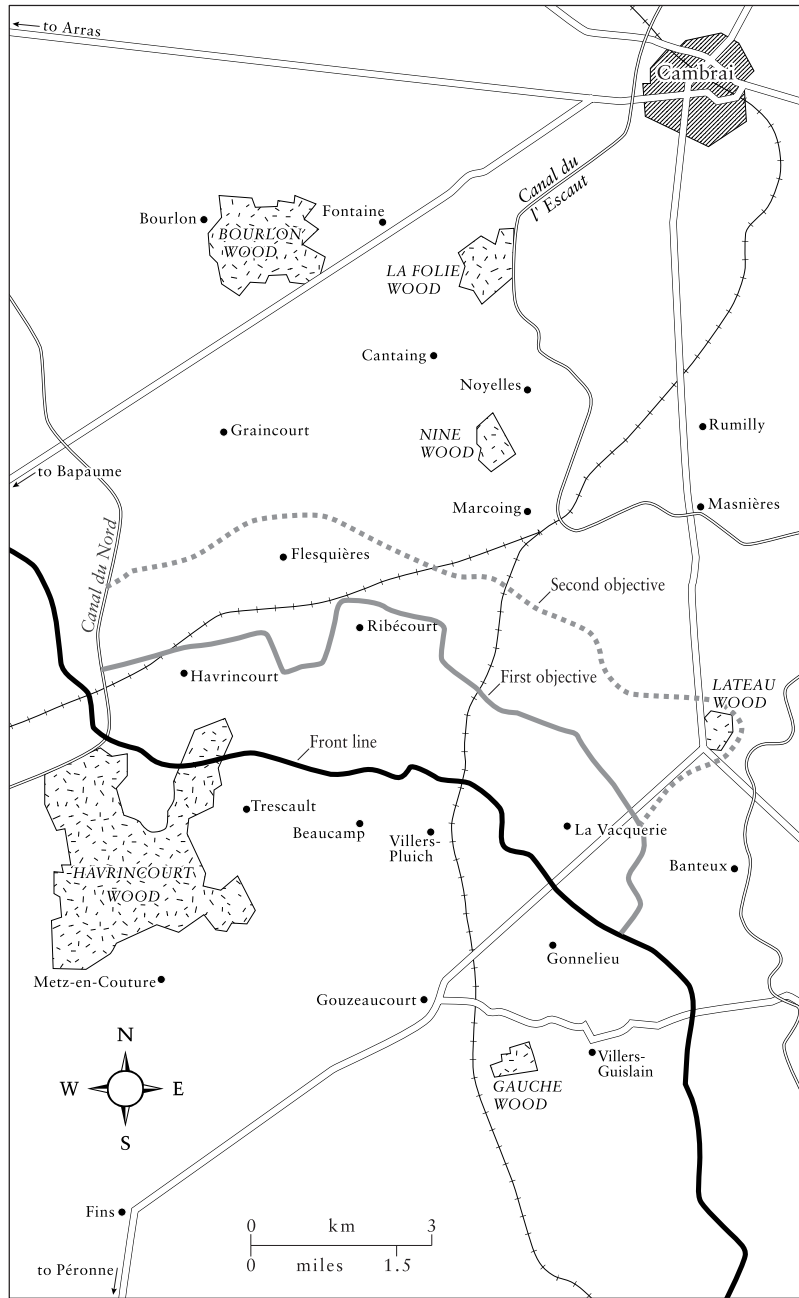 to Arras
Cambrai
Canal du
l' Escaut
Bourlon
Fontaine
BOURLON
WOOD
LA FOLIE
WOOD
Cantaing
Noyelles
Graincourt
NINE
WOOD
Rumilly
to Bapaume
Marcoing
Masnières
Canal du Nord
Flesquières
Second objective
Ribécourt
Havrincourt
First objective
LATEAU
WOOD
Front line
Trescault
Beaucamp
Villers-
Pluich
La Vacquerie
Banteux
HAVRINCOURT
WOOD
Gonnelieu
Metz-en-Couture
Gouzeaucourt
N
W
E
S
Villers-
Guislain
GAUCHE
WOOD
Fins
0 km 3
0 miles 1.5
to Péronne